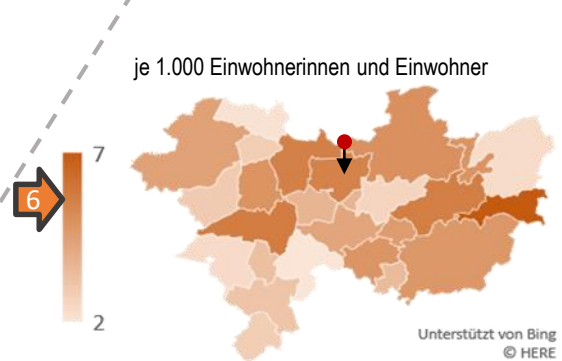 je 1.000 Einwohnerinnen und Einwohner
7
6
2
Unterstützt von Bing
© HERE